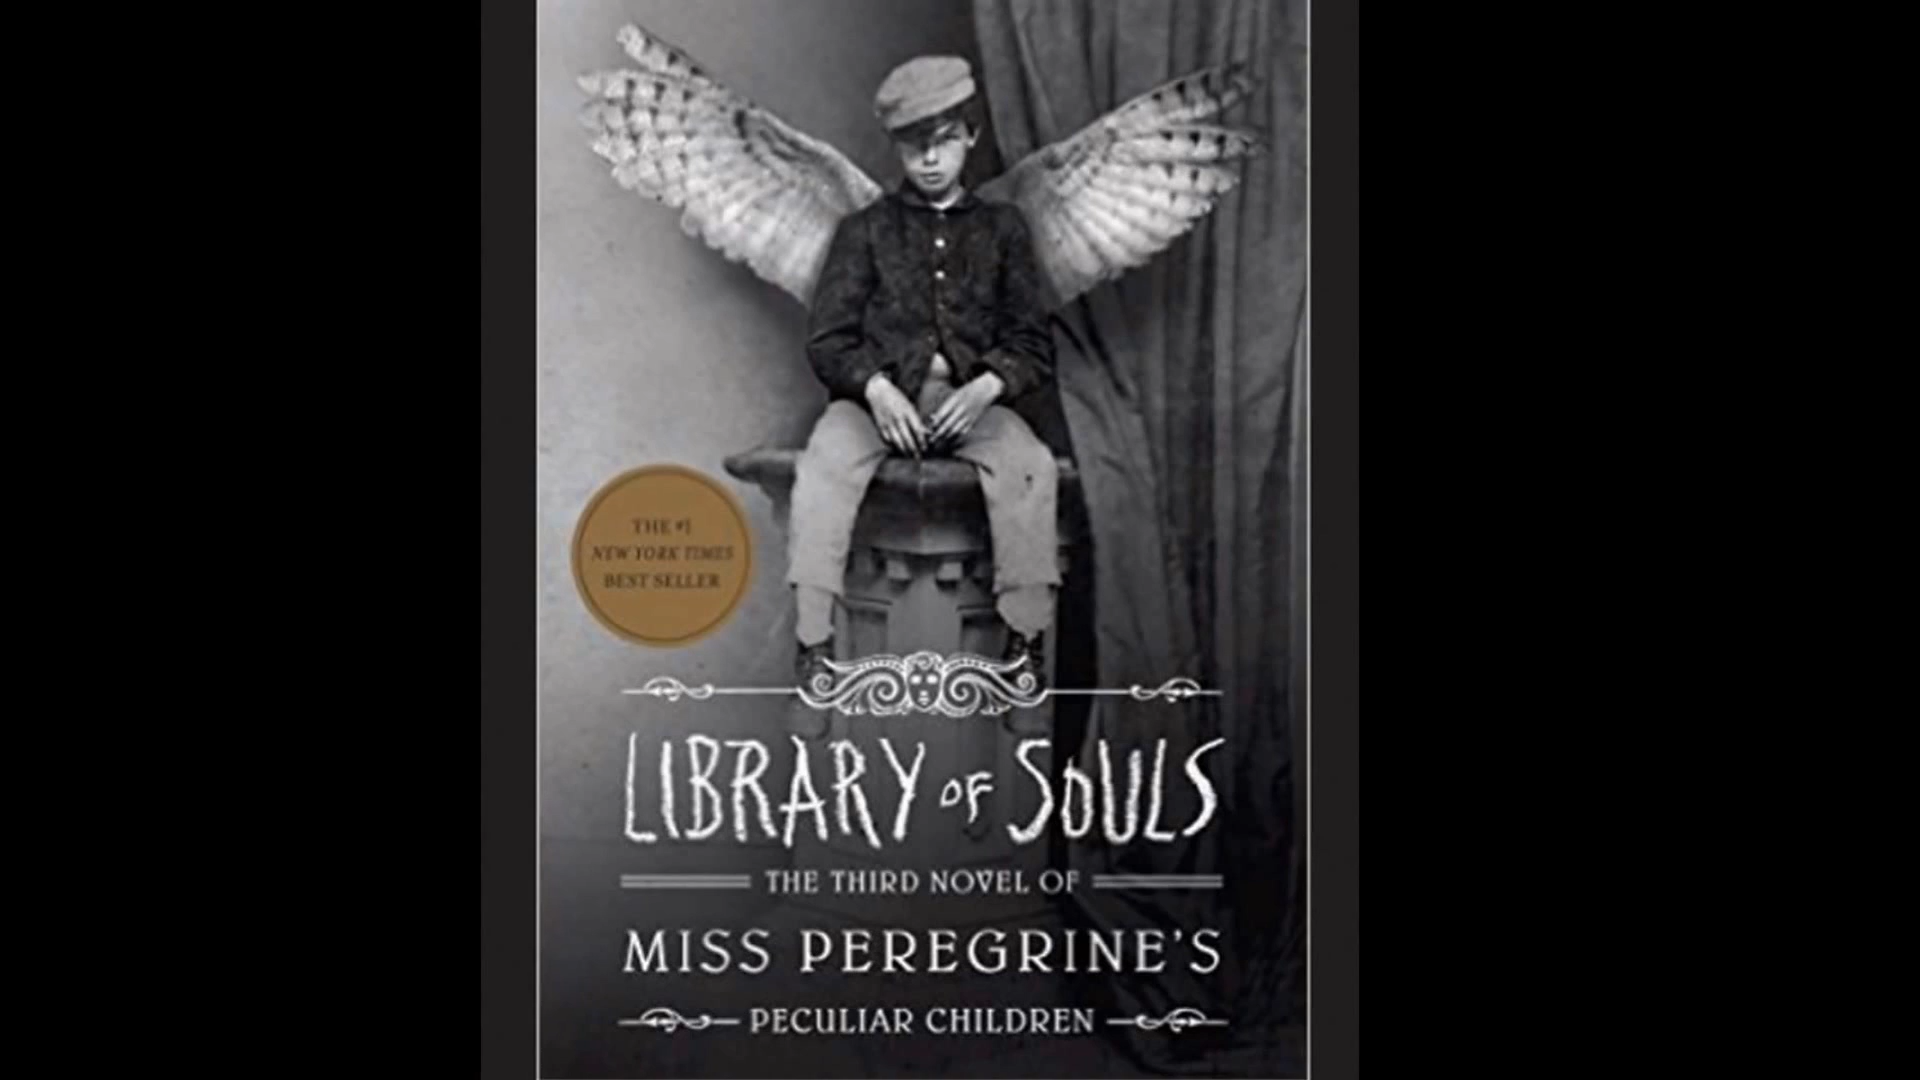 THE #1
NEW YORK TIMES
BEST SELLER
LIBRARY OF SOULS
THE THIRD NOVEL OF
MISS PEREGRINE'S
PECULIAR CHILDREN